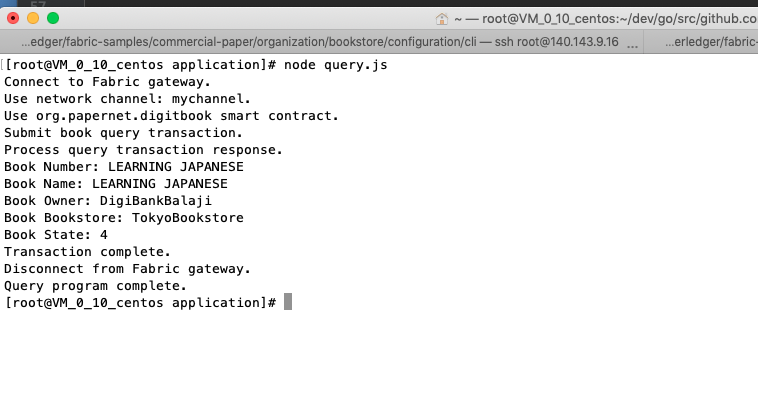 57
~ — root@VM_0_10_centos:~/dev/go/src/github.co
...edger/fabric-samples/commercial-paper/organization/bookstore/configuration/cli — ssh root@140.143.9.16 ...
...erledger/fabric-
[root@VM_0_10_centos application]# node query.js
Connect to Fabric gateway.
Use network channel: mychannel.
Use org.papernet.digitbook smart contract.
Submit book query transaction.
Process query transaction response.
Book Number: LEARNING JAPANESE
Book Name: LEARNING JAPANESE
Book Owner: DigiBankBalaji
Book Bookstore: TokyoBookstore
Book State: 4
Transaction complete.
Disconnect from Fabric gateway.
Query program complete.
[root@VM_0_10_centos application]#